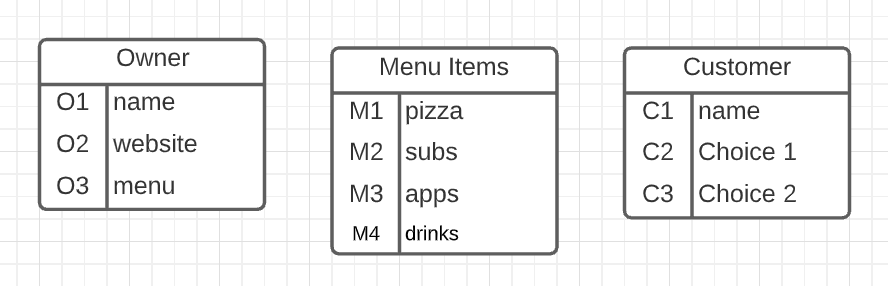 Owner
O1 name
O2 website
O3 menu
Menu Items
M1 pizza
M2 subs
M3 apps
M4 drinks
Customer
C1 name
C2 Choice 1
C3 Choice 2